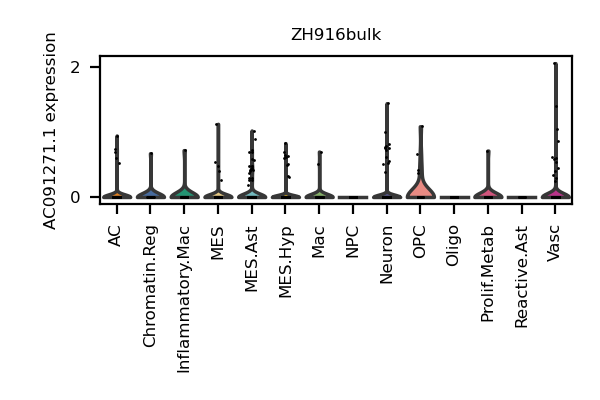 ZH916bulk
AC091271.1 expression
2
0
AC
Chromatin.Reg
Inflammatory.Mac
MES
MES.Ast
MES.Hyp
Mac
NPC
Neuron
OPC
Oligo
Prolif.Metab
Reactive.Ast
Vasc